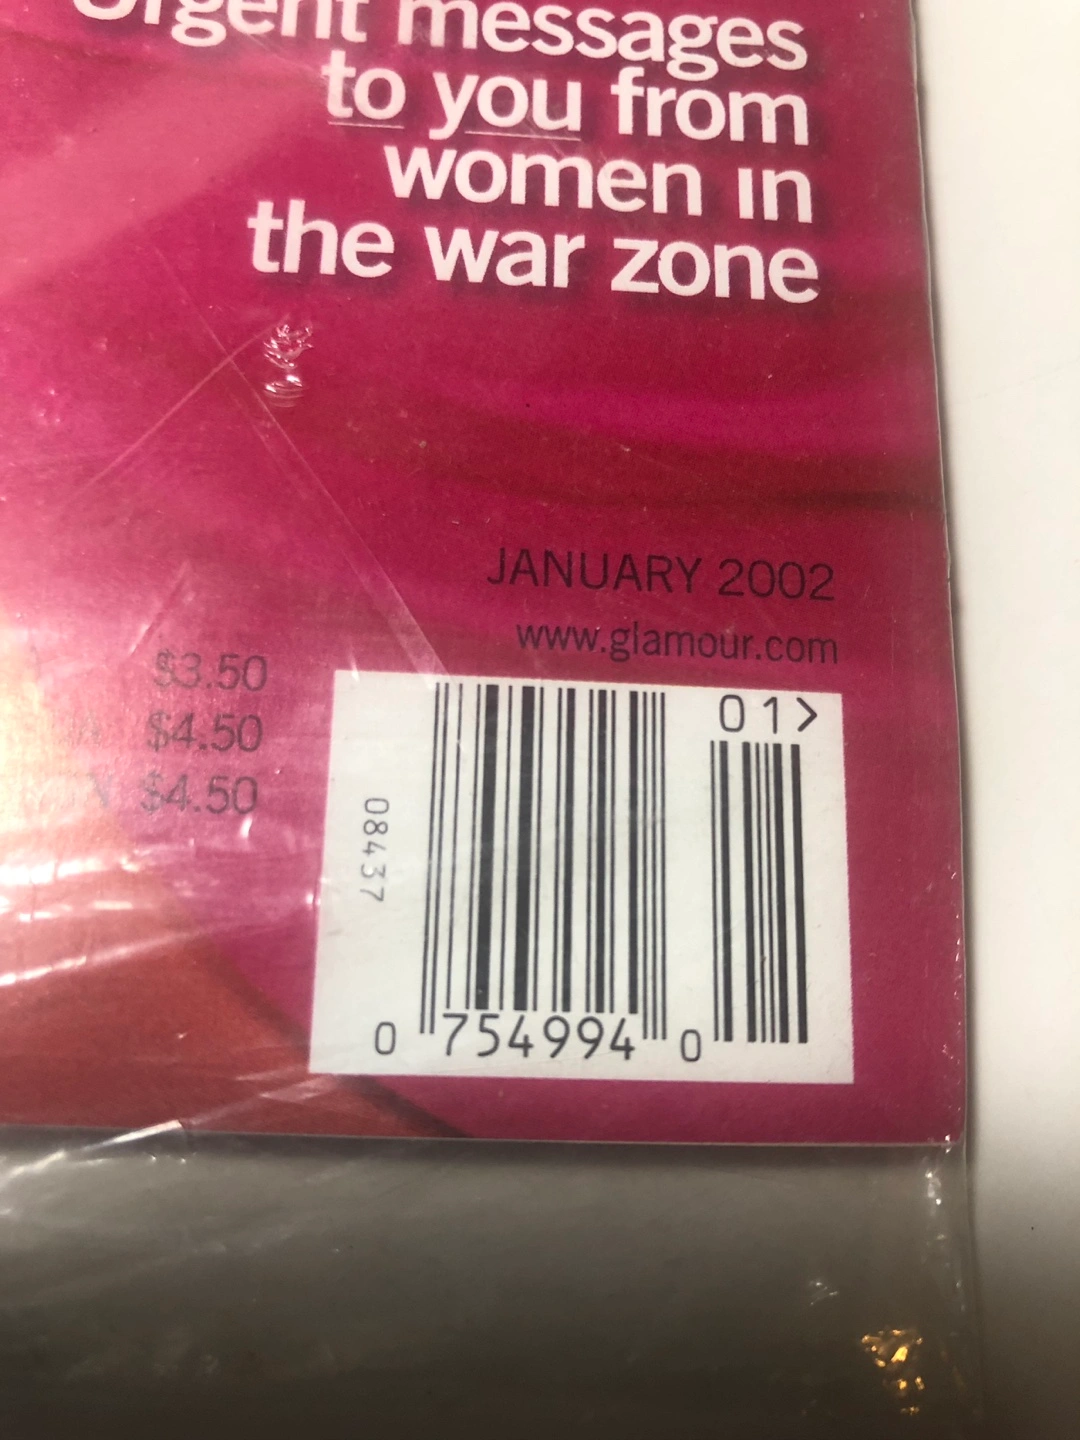 Urgent messages
to you from
women in
the war zone
JANUARY 2002
www.glamour.com
$3.50
$4.50
$4.50
01>
08437
0 754994 0